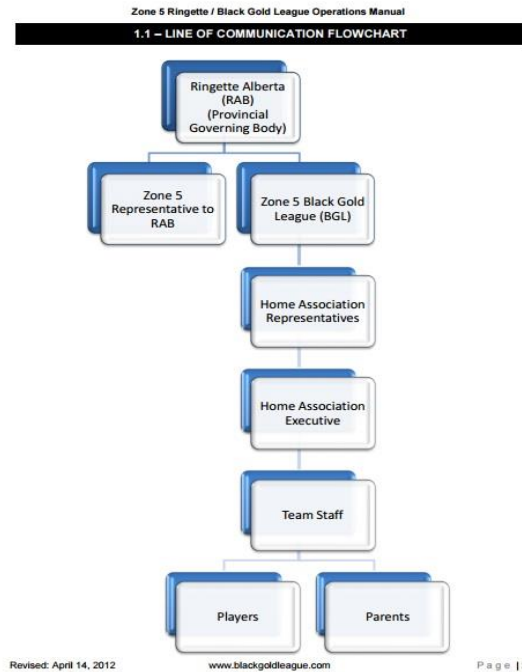 Zone 5 Ringette / Black Gold League Operations Manual
1.1 – LINE OF COMMUNICATION FLOWCHART
Ringette Alberta
(RAB)
(Provincial
Governing Body)
Zone 5
Representative to
RAB
Zone 5 Black Gold
League (BGL)
Home Association
Representatives
Home Association
Executive
Team Staff
Players
Parents
Revised: April 14, 2012
www.blackgoldleague.com
Page |